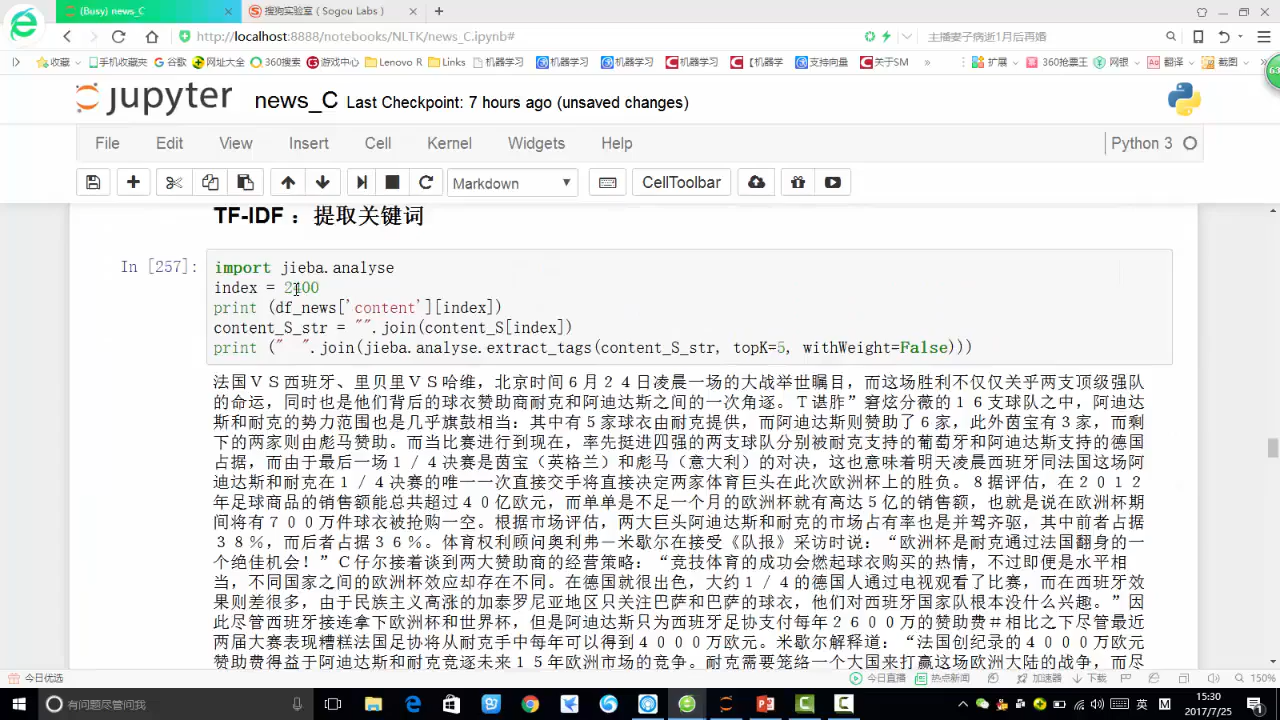 (Busy) news_C
搜狗实验室（Sogou Labs）
http://localhost:8888/notebooks/NLTK/news_C.ipynb#
主播妻子病逝1月后再婚
收藏 手机收藏夹 谷歌 网址大全 360搜索 游戏中心 Lenovo R Links 机器学习 机器学习 机器学习 机器学习 【机器学 支持向量 关于SM » 扩展 360抢票王 网银 翻译 截图
63
jupyter news_C Last Checkpoint: 7 hours ago (unsaved changes)
File Edit View Insert Cell Kernel Widgets Help Python 3
Markdown CellToolbar
TF-IDF ：提取关键词
In [257]:
import jieba.analyse
index = 2400
print (df_news['content'][index])
content_S_str = "".join(content_S[index])
print ("  ".join(jieba.analyse.extract_tags(content_S_str, topK=5, withWeight=False)))
法国ＶＳ西班牙、里贝里ＶＳ哈维，北京时间６月２４日凌晨一场的大战举世瞩目，而这场胜利不仅仅关乎两支顶级强队
的命运，同时也是他们背后的球衣赞助商耐克和阿迪达斯之间的一次角逐。Ｔ谌胙”窘炫分薇的１６支球队之中，阿迪达
斯和耐克的势力范围也是几乎旗鼓相当：其中有５家球衣由耐克提供，而阿迪达斯则赞助了６家，此外茵宝有３家，而剩
下的两家则由彪马赞助。而当比赛进行到现在，率先挺进四强的两支球队分别被耐克支持的葡萄牙和阿迪达斯支持的德国
占据，而由于最后一场１／４决赛是茵宝（英格兰）和彪马（意大利）的对决，这也意味着明天凌晨西班牙同法国这场阿
迪达斯和耐克在１／４决赛的唯一一次直接交手将直接决定两家体育巨头在此次欧洲杯上的胜负。８据评估，在２０１２
年足球商品的销售额能总共超过４０亿欧元，而单单是不足一个月的欧洲杯就有高达５亿的销售额，也就是说在欧洲杯期
间将有７００万件球衣被抢购一空。根据市场评估，两大巨头阿迪达斯和耐克的市场占有率也是并驾齐驱，其中前者占据
３８％，而后者占据３６％。体育权利顾问奥利弗－米歇尔在接受《队报》采访时说：“欧洲杯是耐克通过法国翻身的一
个绝佳机会！”Ｃ仔尔接着谈到两大赞助商的经营策略：“竞技体育的成功会燃起球衣购买的热情，不过即便是水平相
当，不同国家之间的欧洲杯效应却存在不同。在德国就很出色，大约１／４的德国人通过电视观看了比赛，而在西班牙效
果则差很多，由于民族主义高涨的加泰罗尼亚地区只关注巴萨和巴萨的球衣，他们对西班牙国家队根本没什么兴趣。”因
此尽管西班牙接连拿下欧洲杯和世界杯，但是阿迪达斯只为西班牙足协支付每年２６００万的赞助费＃相比之下尽管最近
两届大赛表现糟糕法国足协将从耐克手中每年可以得到４０００万欧元。米歇尔解释道：“法国创纪录的４０００万欧元
赞助费得益于阿迪达斯和耐克竞逐未来１５年欧洲市场的竞争。耐克需要笼络一个大国来打赢这场欧洲大陆的战争，而尽
今日优选 今日直播 热点新闻 加速器 下载 150%
有问题尽管问我 英 15:30
2017/7/25